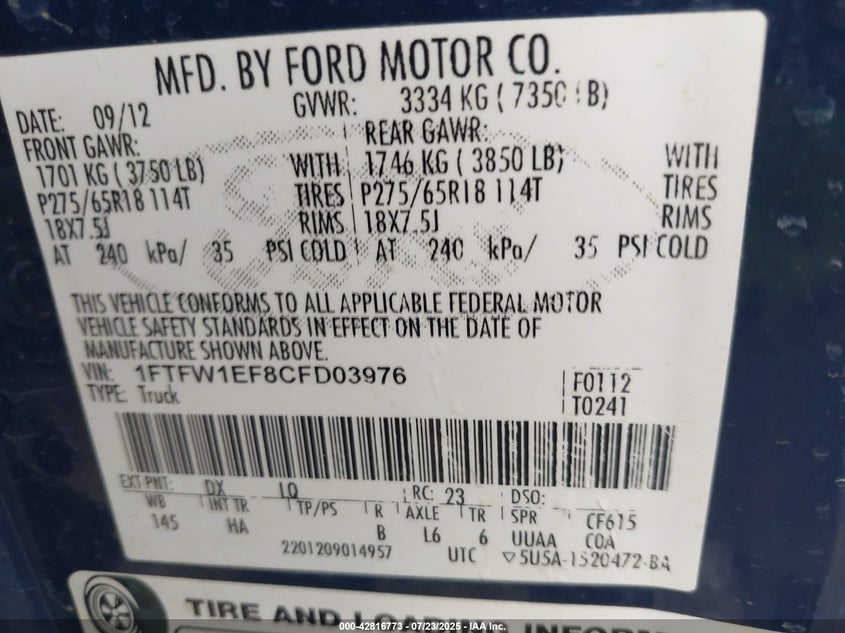 MFD. BY FORD MOTOR CO.
DATE: 09/12 GVWR: 3334 KG ( 7350 LB)
FRONT GAWR: REAR GAWR:
1701 KG ( 3750 LB) WITH 1746 KG ( 3850 LB) WITH
P275/65R18 114T TIRES P275/65R18 114T TIRES
18X7.5J RIMS 18X7.5J RIMS
AT 240 kPa/ 35 PSI COLD AT 240 kPa/ 35 PSI COLD
THIS VEHICLE CONFORMS TO ALL APPLICABLE FEDERAL MOTOR
VEHICLE SAFETY STANDARDS IN EFFECT ON THE DATE OF
MANUFACTURE SHOWN ABOVE.
VIN: 1FTFW1EF8CFD03976 F0112
TYPE: Truck T0241
EXT PNT: DX LQ RC: 23 DSO:
WB INT TR TP/PS R AXLE TR SPR CF615
145 HA B L6 6 UUAA COA
2201209014957 UTC ▽5U5A-1520472-BA
TIRE AND
000-42816773 - 07/23/2025 - IAA Inc.